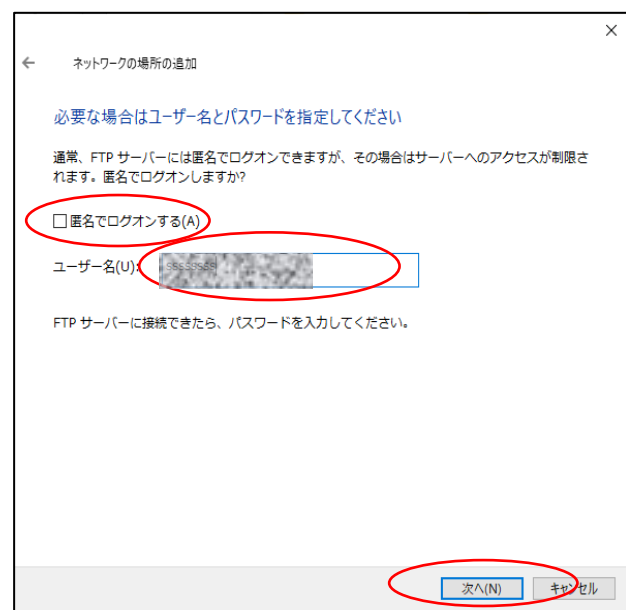 ネットワークの場所の追加
必要な場合はユーザー名とパスワードを指定してください
通常、FTP サーバーには匿名でログオンできますが、その場合はサーバーへのアクセスが制限さ
れます。匿名でログオンしますか?
匿名でログオンする(A)
ユーザー名(U):
FTP サーバーに接続できたら、パスワードを入力してください。
次へ(N) キャンセル